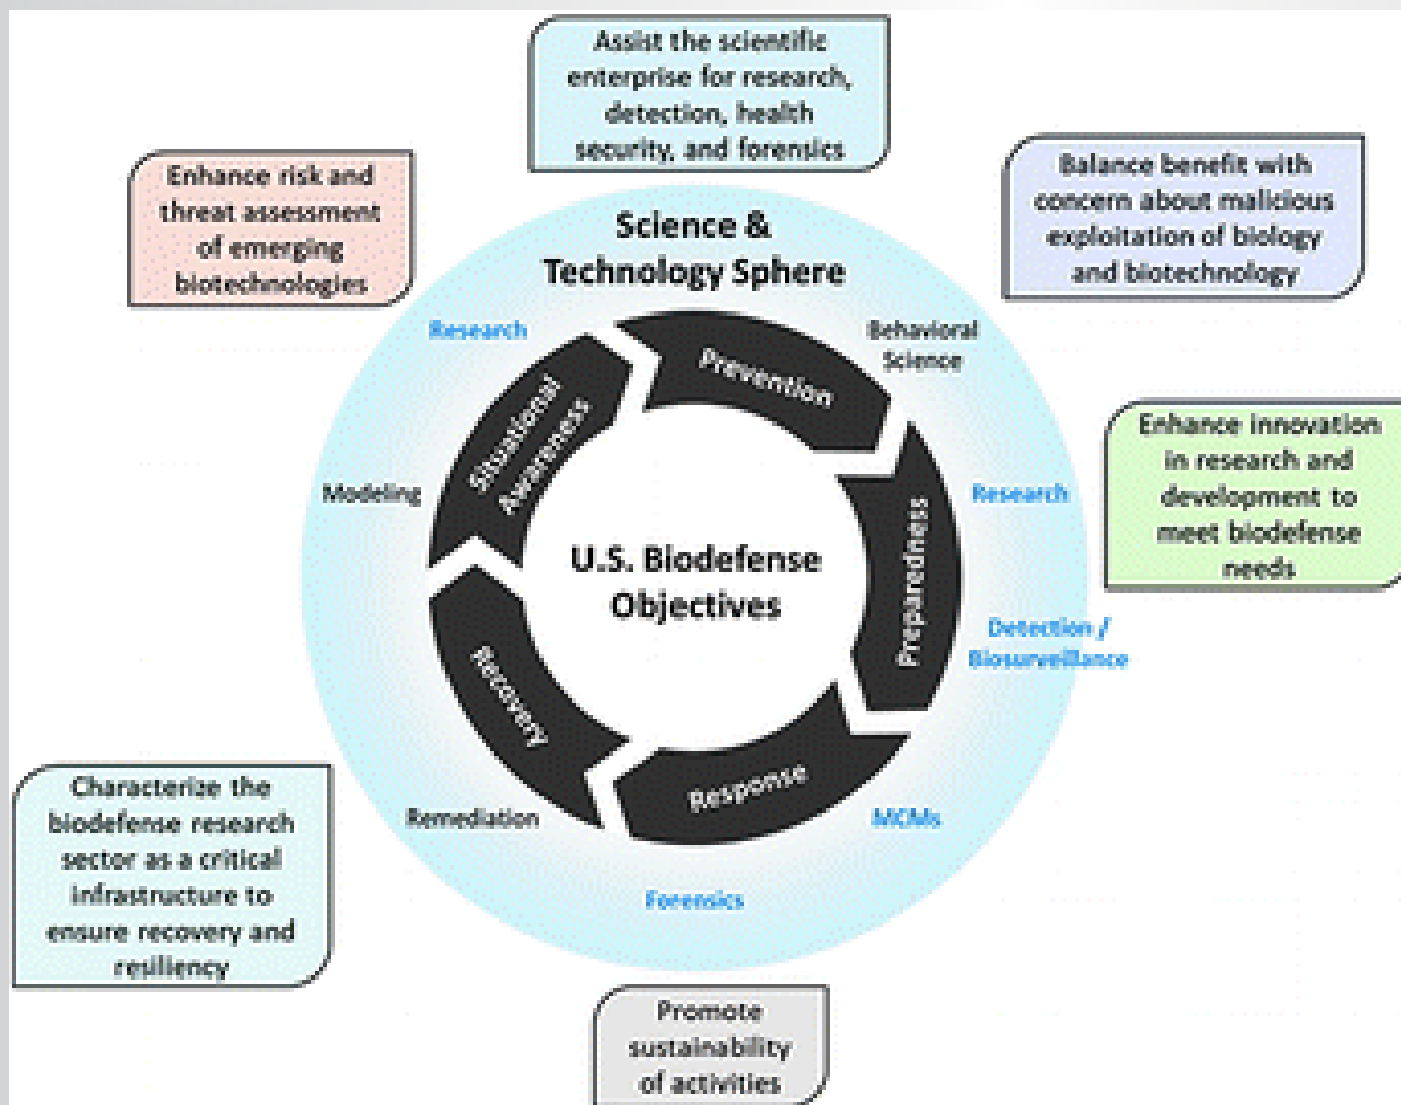 Assist the scientific
enterprise for research,
detection, health
security, and forensics
Enhance risk and
threat assessment
of emerging
biotechnologies
Balance benefit with
concern about malicious
exploitation of biology
and biotechnology
Science &
Technology Sphere
Research
Behavioral
Science
Prevention
Situational
Awareness
Enhance innovation
in research and
development to
meet biodefense
needs
Modeling
Research
Preparedness
U.S. Biodefense
Objectives
Detection /
Biosurveillance
Recovery
Response
Remediation
MCMs
Forensics
Characterize the
biodefense research
sector as a critical
infrastructure to
ensure recovery and
resiliency
Promote
sustainability
of activities